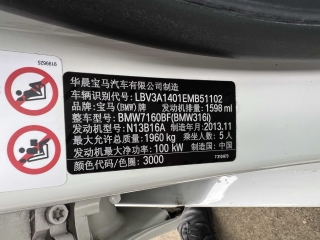 华晨宝马汽车有限公司制造
车辆识别代号: LBV3A1401EMB51102
品牌: 宝马(BMW)牌 发动机排量: 1598 ml
整车型号: BMW7160BF(BMW316i)
发动机型号: N13B16A 制造年月: 2013.11
最大允许总质量: 1960 kg 乘坐人数: 5 人
发动机最大净功率: 100 kW 制造国: 中国
颜色代码/色圈: 3000